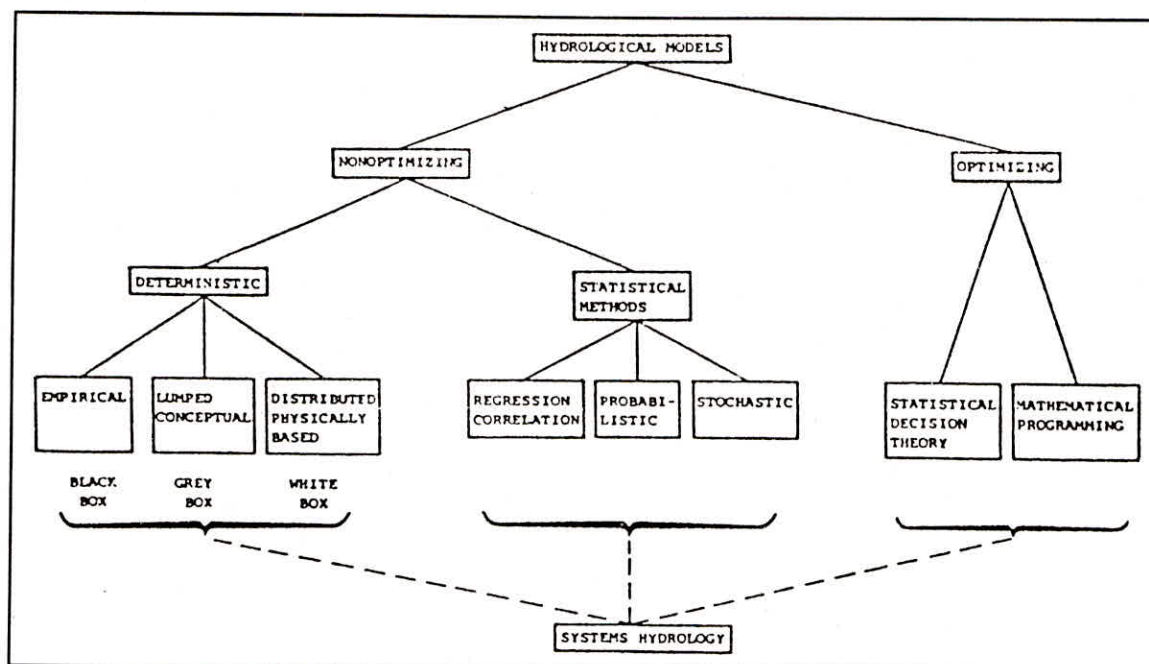 HYDROLOGICAL MODELS
NONOPTIMIZING
OPTIMIZING
DETERMINISTIC
STATISTICAL
METHODS
EMPIRICAL
LUMPED
CONCEPTUAL
DISTRIBUTED
PHYSICALLY
BASED
REGRESSION
CORRELATION
PROBABI-
LISTIC
STOCHASTIC
STATISTICAL
DECISION
THEORY
MATHEMATICAL
PROGRAMMING
BLACK
BOX
GREY
BOX
WHITE
BOX
SYSTEMS HYDROLOGY